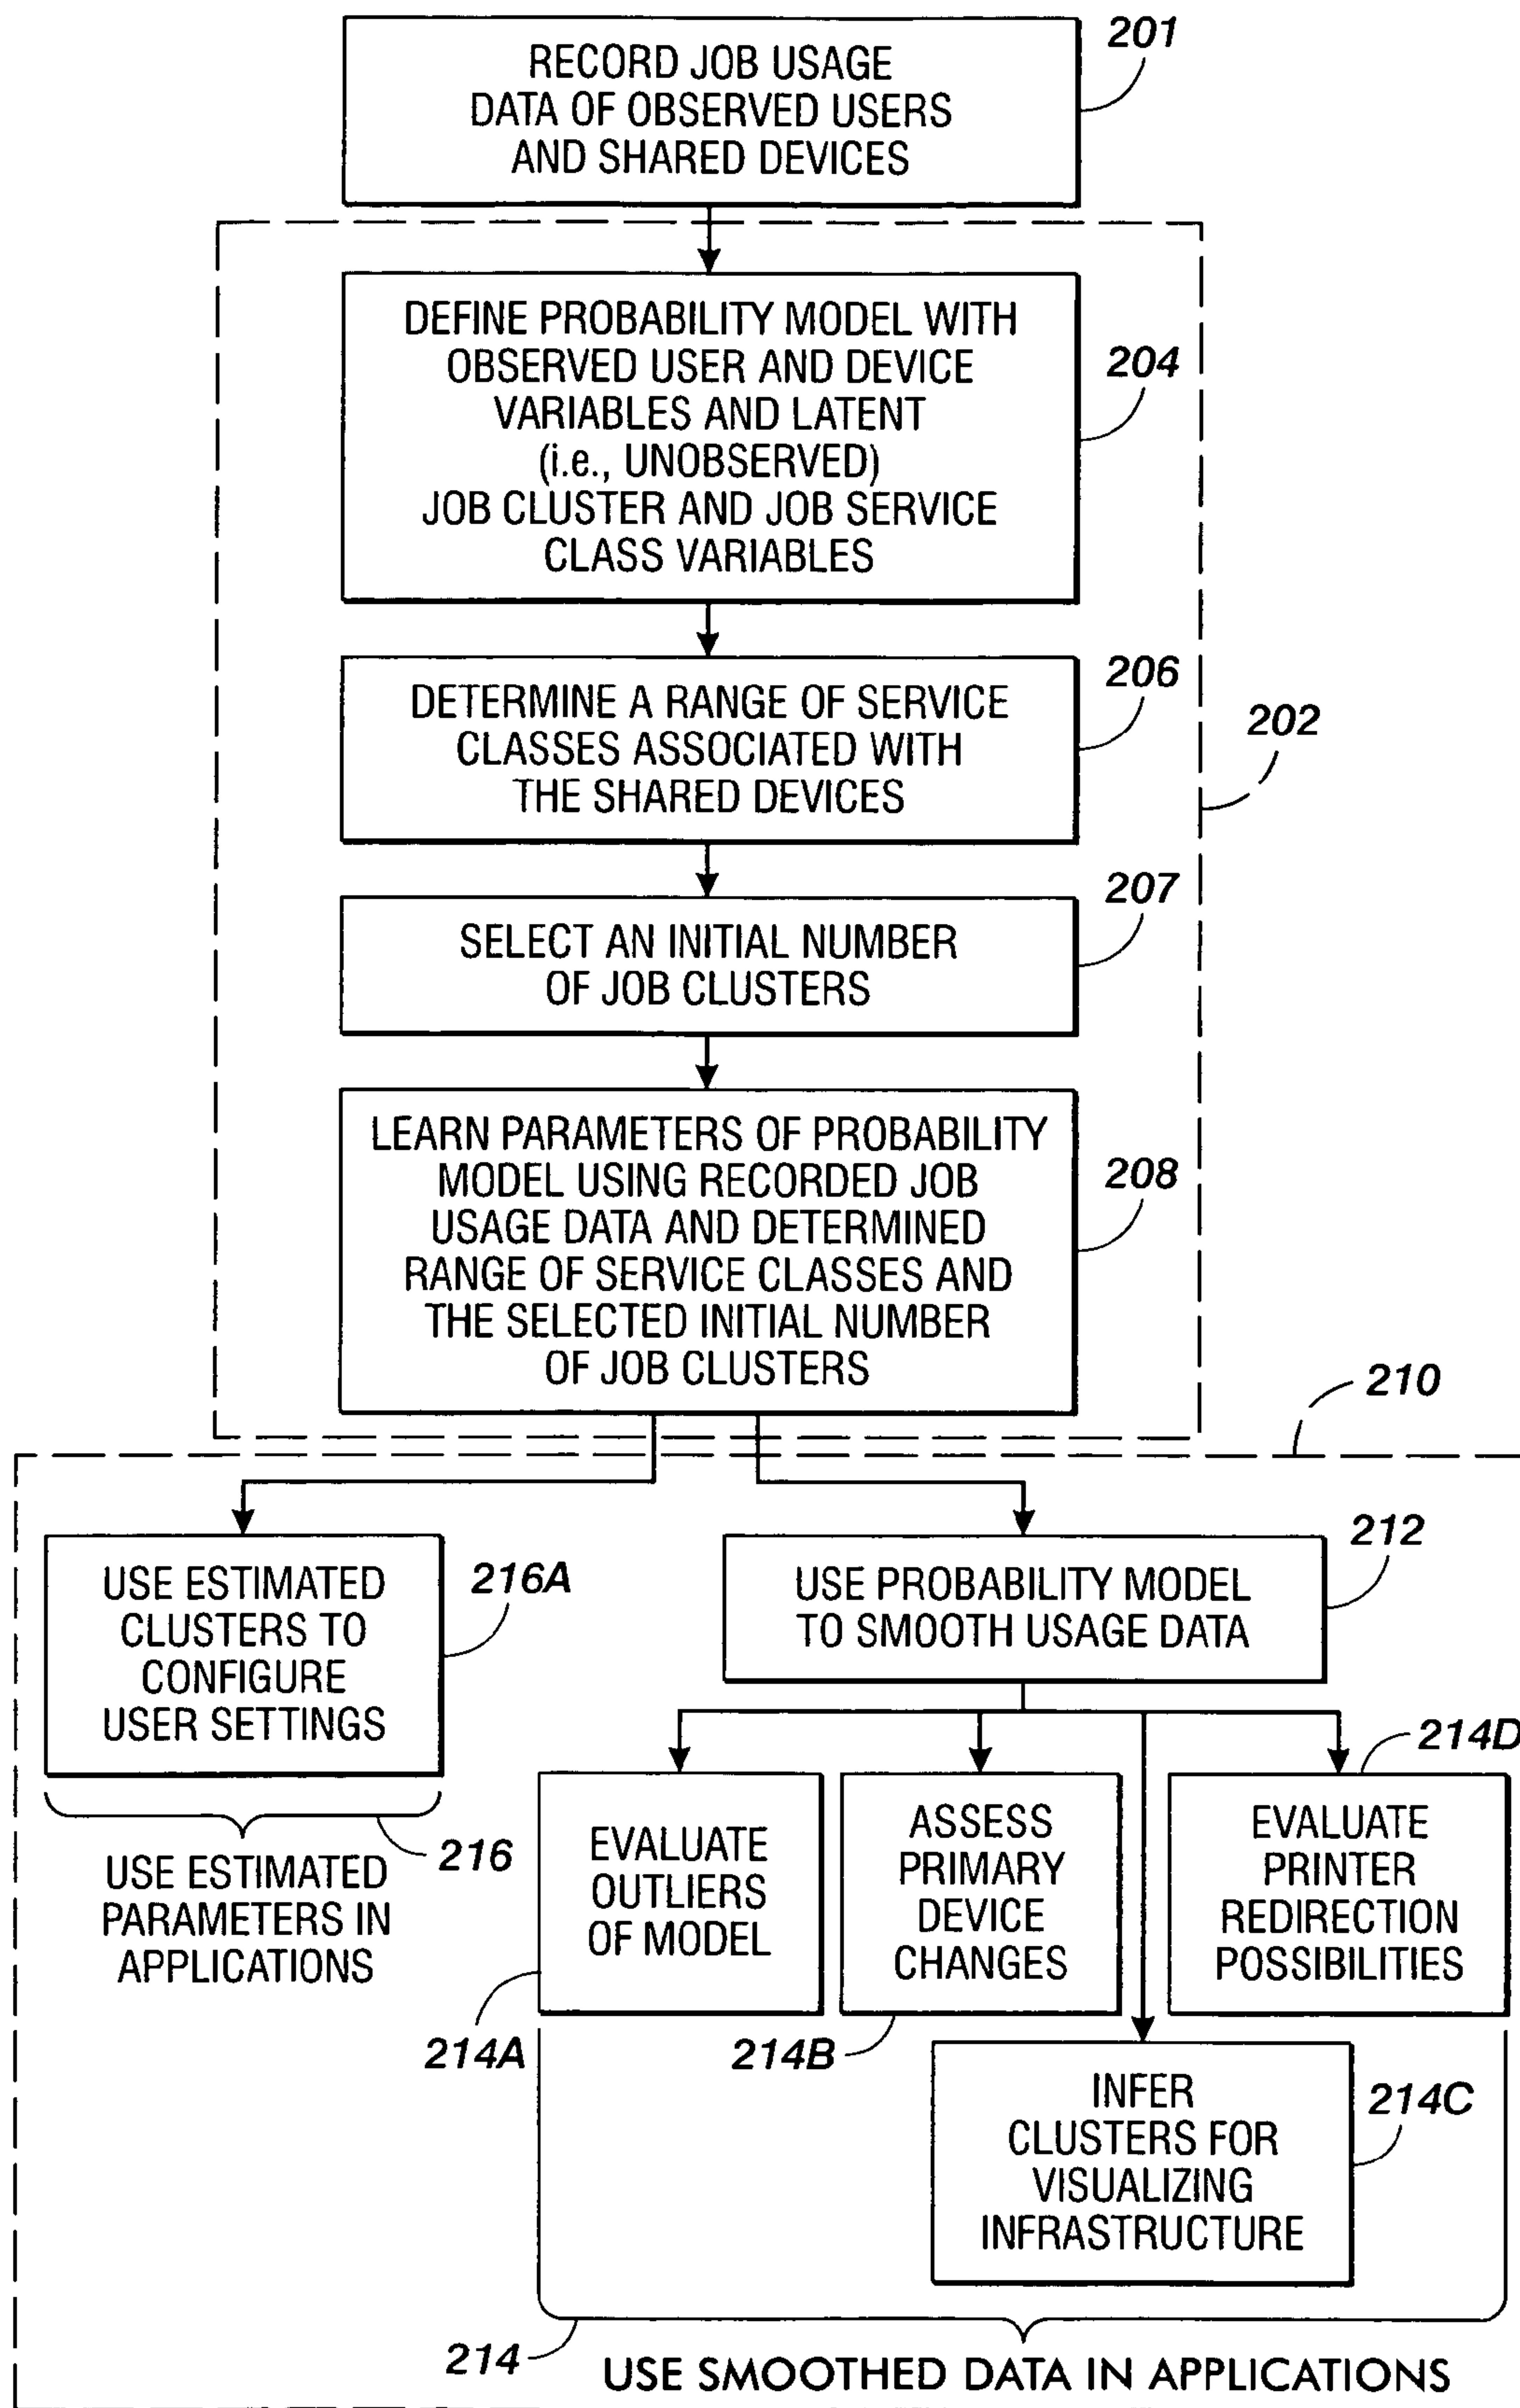 RECORD JOB USAGE
DATA OF OBSERVED USERS
AND SHARED DEVICES
201
DEFINE PROBABILITY MODEL WITH
OBSERVED USER AND DEVICE
VARIABLES AND LATENT
(i.e., UNOBSERVED)
JOB CLUSTER AND JOB SERVICE
CLASS VARIABLES
204
DETERMINE A RANGE OF SERVICE
CLASSES ASSOCIATED WITH
THE SHARED DEVICES
206
202
SELECT AN INITIAL NUMBER
OF JOB CLUSTERS
207
LEARN PARAMETERS OF PROBABILITY
MODEL USING RECORDED JOB
USAGE DATA AND DETERMINED
RANGE OF SERVICE CLASSES AND
THE SELECTED INITIAL NUMBER
OF JOB CLUSTERS
208
210
USE ESTIMATED
CLUSTERS TO
CONFIGURE
USER SETTINGS
216A
216
USE ESTIMATED
PARAMETERS IN
APPLICATIONS
USE PROBABILITY MODEL
TO SMOOTH USAGE DATA
212
EVALUATE
OUTLIERS
OF MODEL
214A
ASSESS
PRIMARY
DEVICE
CHANGES
214B
EVALUATE
PRINTER
REDIRECTION
POSSIBILITIES
214D
INFER
CLUSTERS FOR
VISUALIZING
INFRASTRUCTURE
214C
214
USE SMOOTHED DATA IN APPLICATIONS